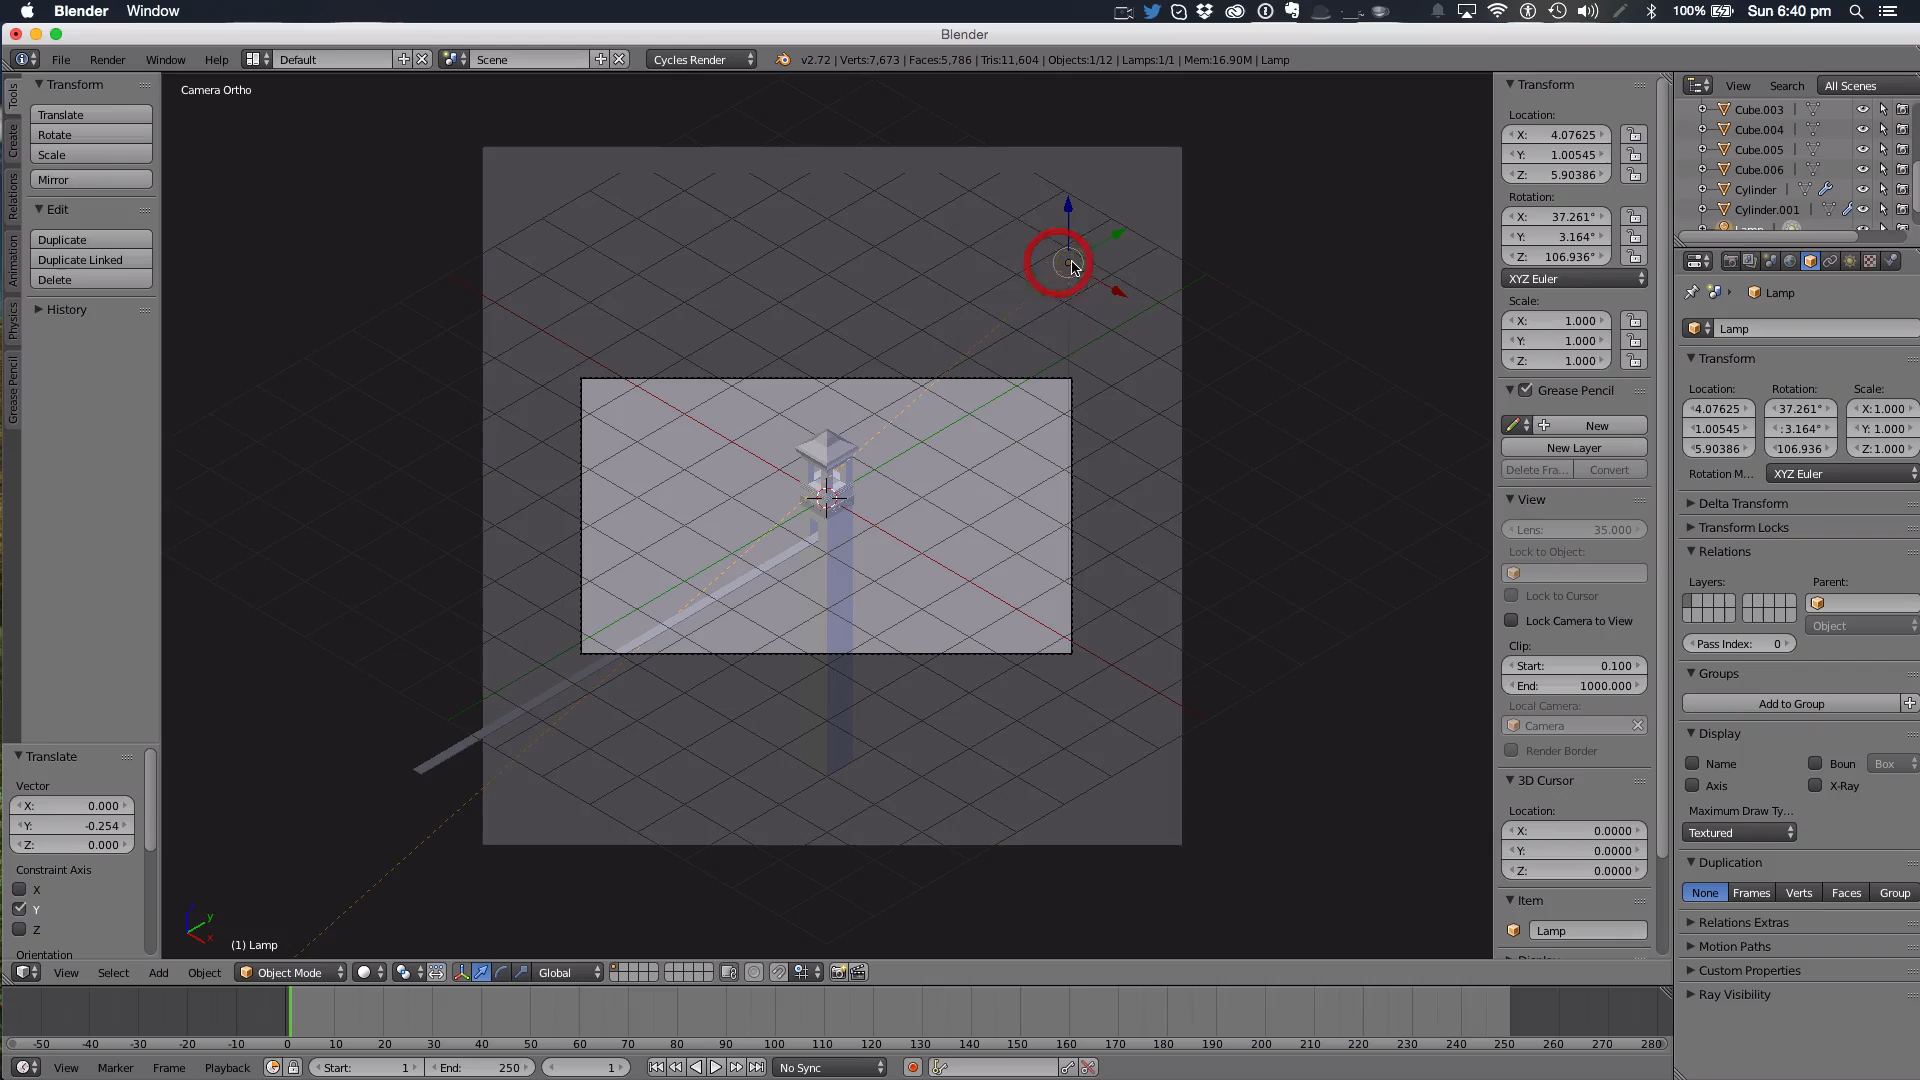 Blender Window 100% Sun 6:40 pm
Blender
File Render Window Help Default Scene Cycles Render v2.72 | Verts:7,673 | Faces:5,786 | Tris:11,604 | Objects:1/12 | Lamps:1/1 | Mem:16.90M | Lamp
Tools
Create
Relations
Animation
Physics
Grease Pencil
Transform
Translate
Rotate
Scale
Mirror
Edit
Duplicate
Duplicate Linked
Delete
History
Translate
Vector
X: 0.000
Y: -0.254
Z: 0.000
Constraint Axis
X
Y
Z
Orientation
Camera Ortho
y
x
(1) Lamp
View Select Add Object Object Mode Global
Transform
Location:
X: 4.07625
Y: 1.00545
Z: 5.90386
Rotation:
X: 37.261°
Y: 3.164°
Z: 106.936°
XYZ Euler
Scale:
X: 1.000
Y: 1.000
Z: 1.000
Grease Pencil
New
New Layer
Delete Fra... Convert
View
Lens: 35.000
Lock to Object:
Lock to Cursor
Lock Camera to View
Clip:
Start: 0.100
End: 1000.000
Local Camera:
Camera
Render Border
3D Cursor
Location:
X: 0.0000
Y: 0.0000
Z: 0.0000
Item
Lamp
View Search All Scenes
Cube.003
Cube.004
Cube.005
Cube.006
Cylinder
Cylinder.001
Lamp
Lamp
Transform
Location: Rotation: Scale:
4.07625 37.261° X: 1.000
1.00545 :3.164° Y: 1.000
5.90386 106.936 Z: 1.000
Rotation M... XYZ Euler
Delta Transform
Transform Locks
Relations
Layers: Parent:
Object
Pass Index: 0
Groups
Add to Group
Display
Name Boun Box
Axis X-Ray
Maximum Draw Ty...
Textured
Duplication
None Frames Verts Faces Group
Relations Extras
Motion Paths
Custom Properties
Ray Visibility
-50 -40 -30 -20 -10 0 10 20 30 40 50 60 70 80 90 100 110 120 130 140 150 160 170 180 190 200 210 220 230 240 250 260 270 280
View Marker Frame Playback Start: 1 End: 250 1 No Sync